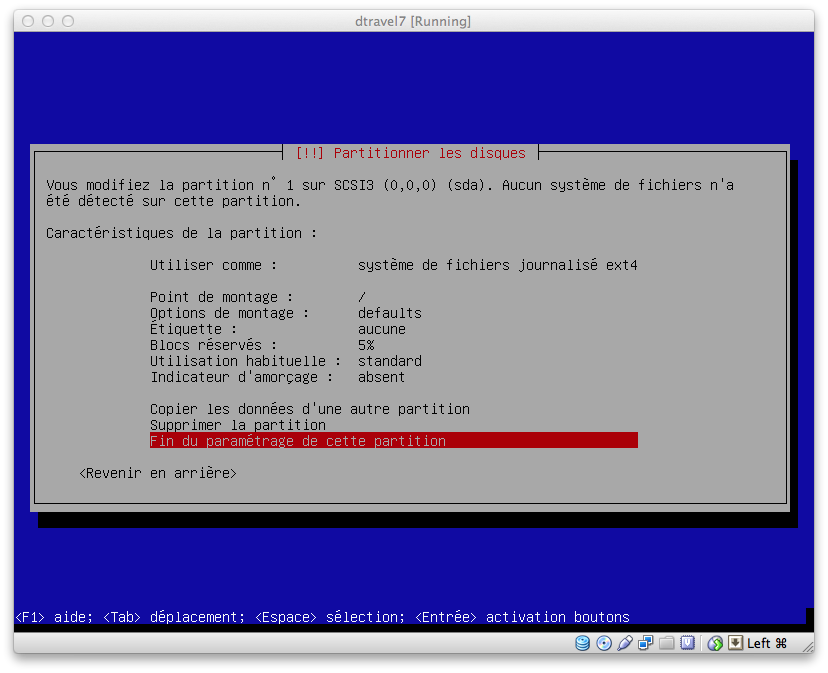 dtravel7 [Running]
[!!] Partitionner les disques
Vous modifiez la partition n° 1 sur SCSI3 (0,0,0) (sda). Aucun système de fichiers n'a
été détecté sur cette partition.
Caractéristiques de la partition :
Utiliser comme : système de fichiers journalisé ext4
Point de montage : /
Options de montage : defaults
Étiquette : aucune
Blocs réservés : 5%
Utilisation habituelle : standard
Indicateur d'amorçage : absent
Copier les données d'une autre partition
Supprimer la partition
Fin du paramétrage de cette partition
<Revenir en arrière>
<F1> aide; <Tab> déplacement; <Espace> sélection; <Entrée> activation boutons
Left ⌘